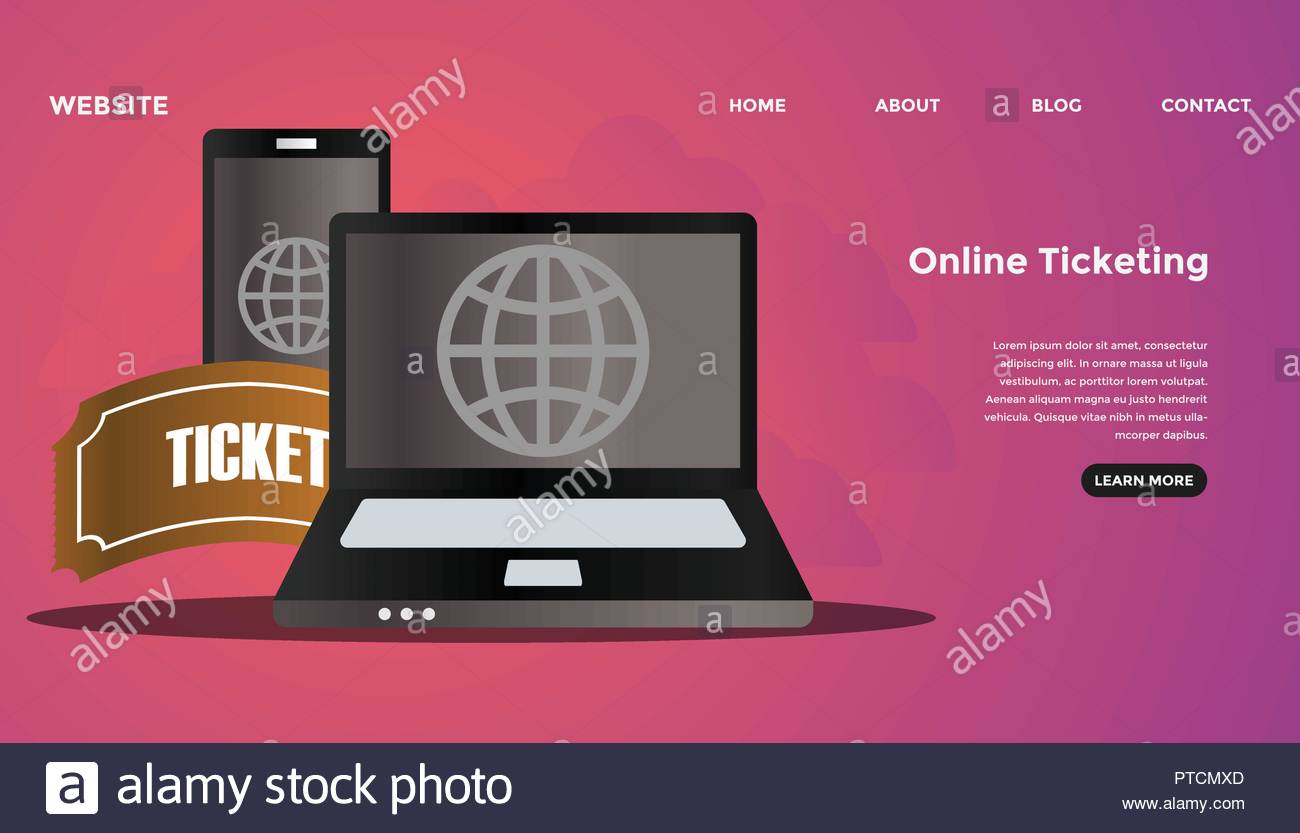 WEBSITE
HOME
ABOUT
BLOG
CONTACT
Online Ticketing
Lorem ipsum dolor sit amet, consectetur
adipiscing elit. In ornare massa ut ligula
vestibulum, ac porttitor lorem volutpat.
Aenean aliquam magna eu justo hendrerit
vehicula. Quisque vitae nibh in metus ulla-
mcorper dapibus.
LEARN MORE
TICKET
alamy
alamy
alamy
alamy
alamy
a alamy stock photo
PTCMXD
www.alamy.com